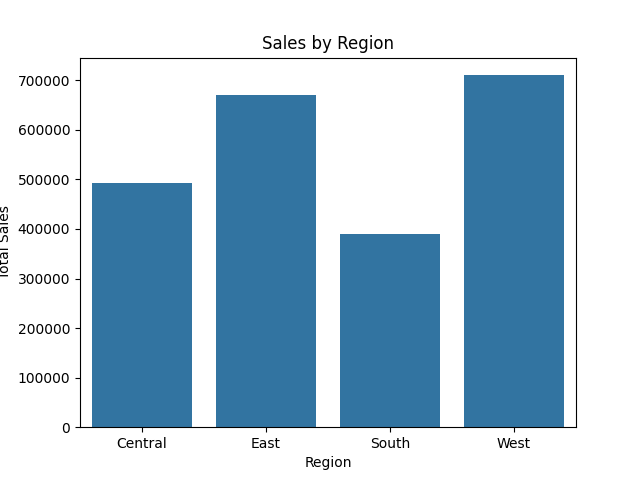 Sales by Region
Total Sales
700000
600000
500000
400000
300000
200000
100000
0
Central East South West
Region